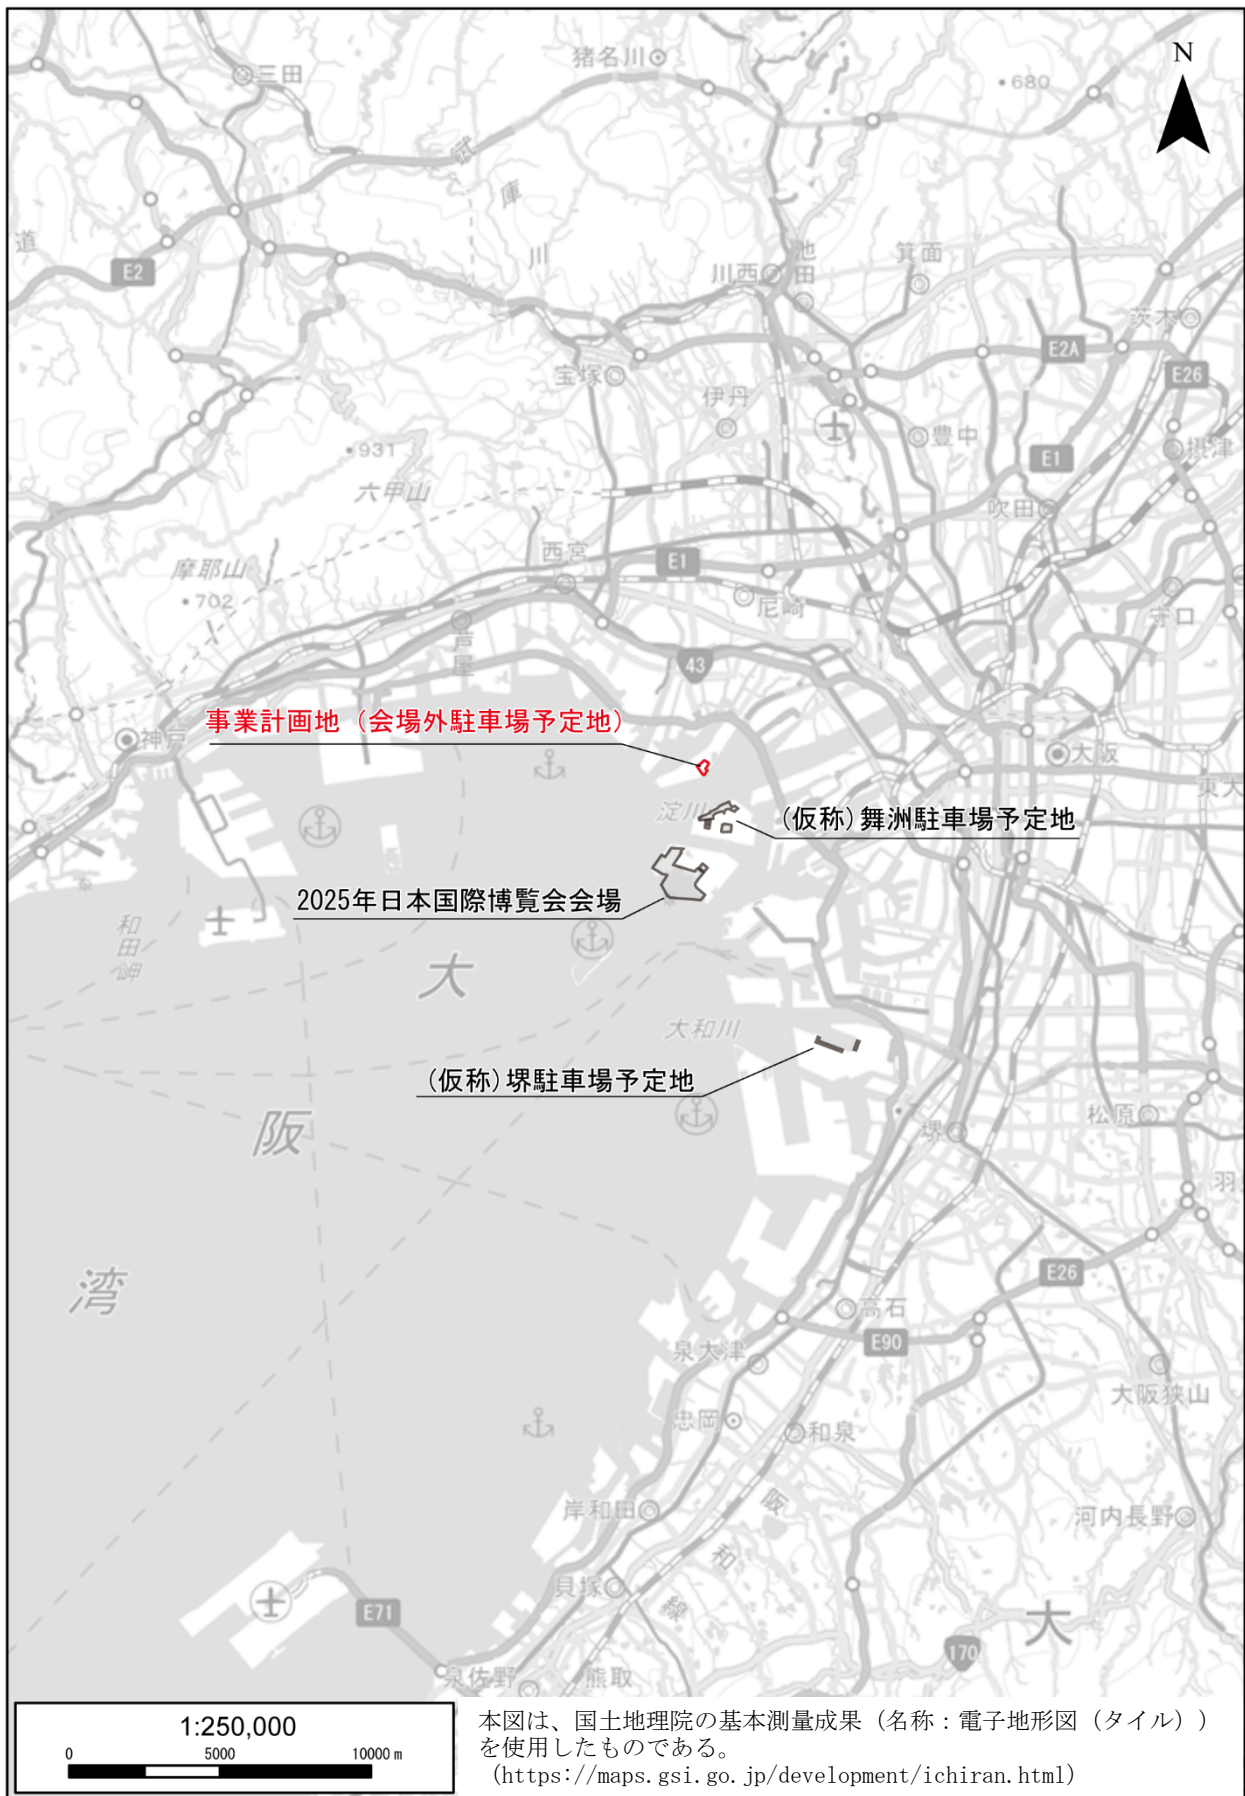 N
猪名川
三田
・680
武
庫
川
道
E2
川西
池
田
箕面
茨木
E2A
E26
宝塚
伊丹
豊中
摂津
E1
・931
六甲山
吹田
西宮
E1
摩耶山
・702
尼崎
守口
芦
屋
43
事業計画地（会場外駐車場予定地）
神戸
大阪
東大
淀川
(仮称)舞洲駐車場予定地
2025年日本国際博覧会会場
和
田
岬
大
大和川
(仮称)堺駐車場予定地
阪
松原
堺
羽
湾
E26
高石
E90
泉大津
大阪狭山
忠岡
和泉
阪
和
線
岸和田
河内長野
貝塚
E71
大
170
泉佐野
熊取
1:250,000
0 5000 10000 m
本図は、国土地理院の基本測量成果（名称：電子地形図（タイル））
を使用したものである。
（https://maps.gsi.go.jp/development/ichiran.html）